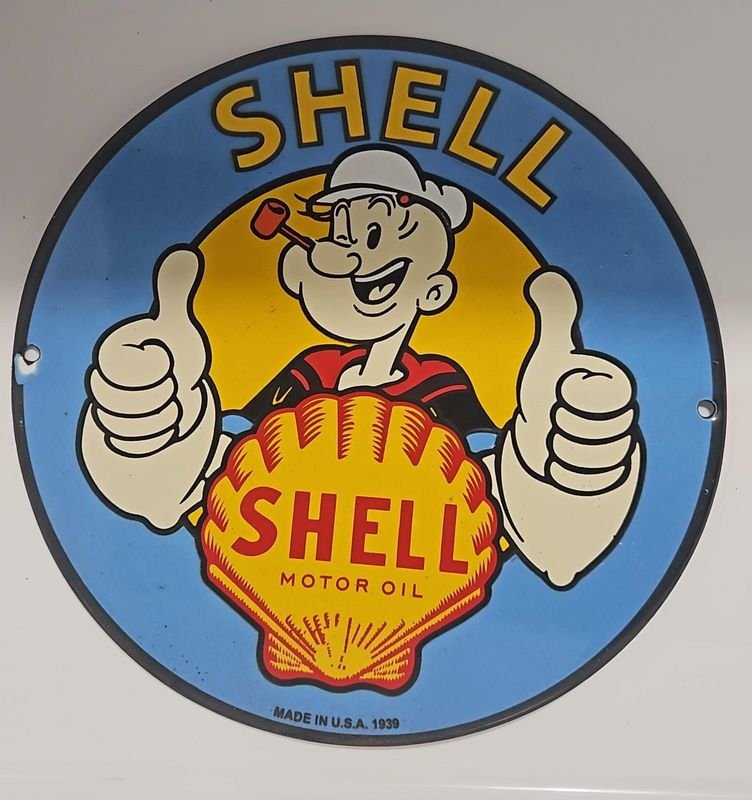 SHELL
SHELL
MOTOR OIL
MADE IN U.S.A. 1939